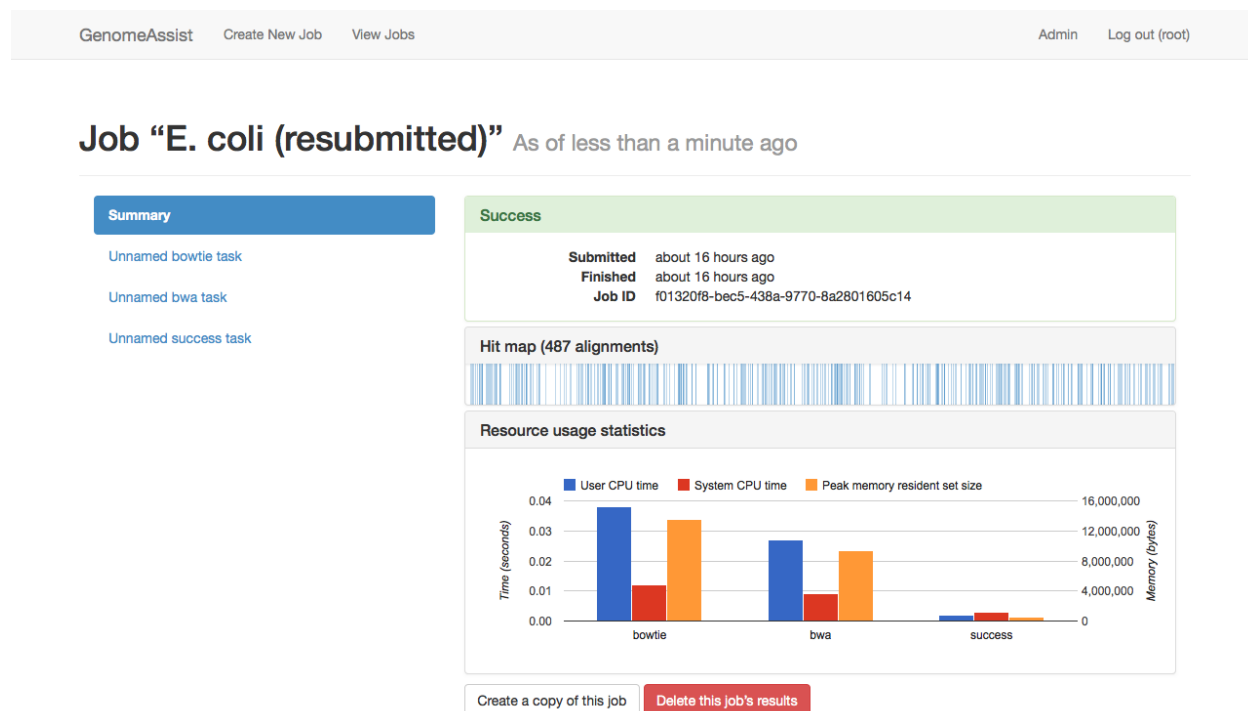 GenomeAssist Create New Job View Jobs Admin Log out (root)
Job “E. coli (resubmitted)” As of less than a minute ago
Summary
Unnamed bowtie task
Unnamed bwa task
Unnamed success task
Success
Submitted about 16 hours ago
Finished about 16 hours ago
Job ID f01320f8-bec5-438a-9770-8a2801605c14
Hit map (487 alignments)
Resource usage statistics
User CPU time System CPU time Peak memory resident set size
Time (seconds)
0.04 16,000,000
0.03 12,000,000
0.02 8,000,000
0.01 4,000,000
0.00 0
Memory (bytes)
bowtie bwa success
Create a copy of this job Delete this job’s results